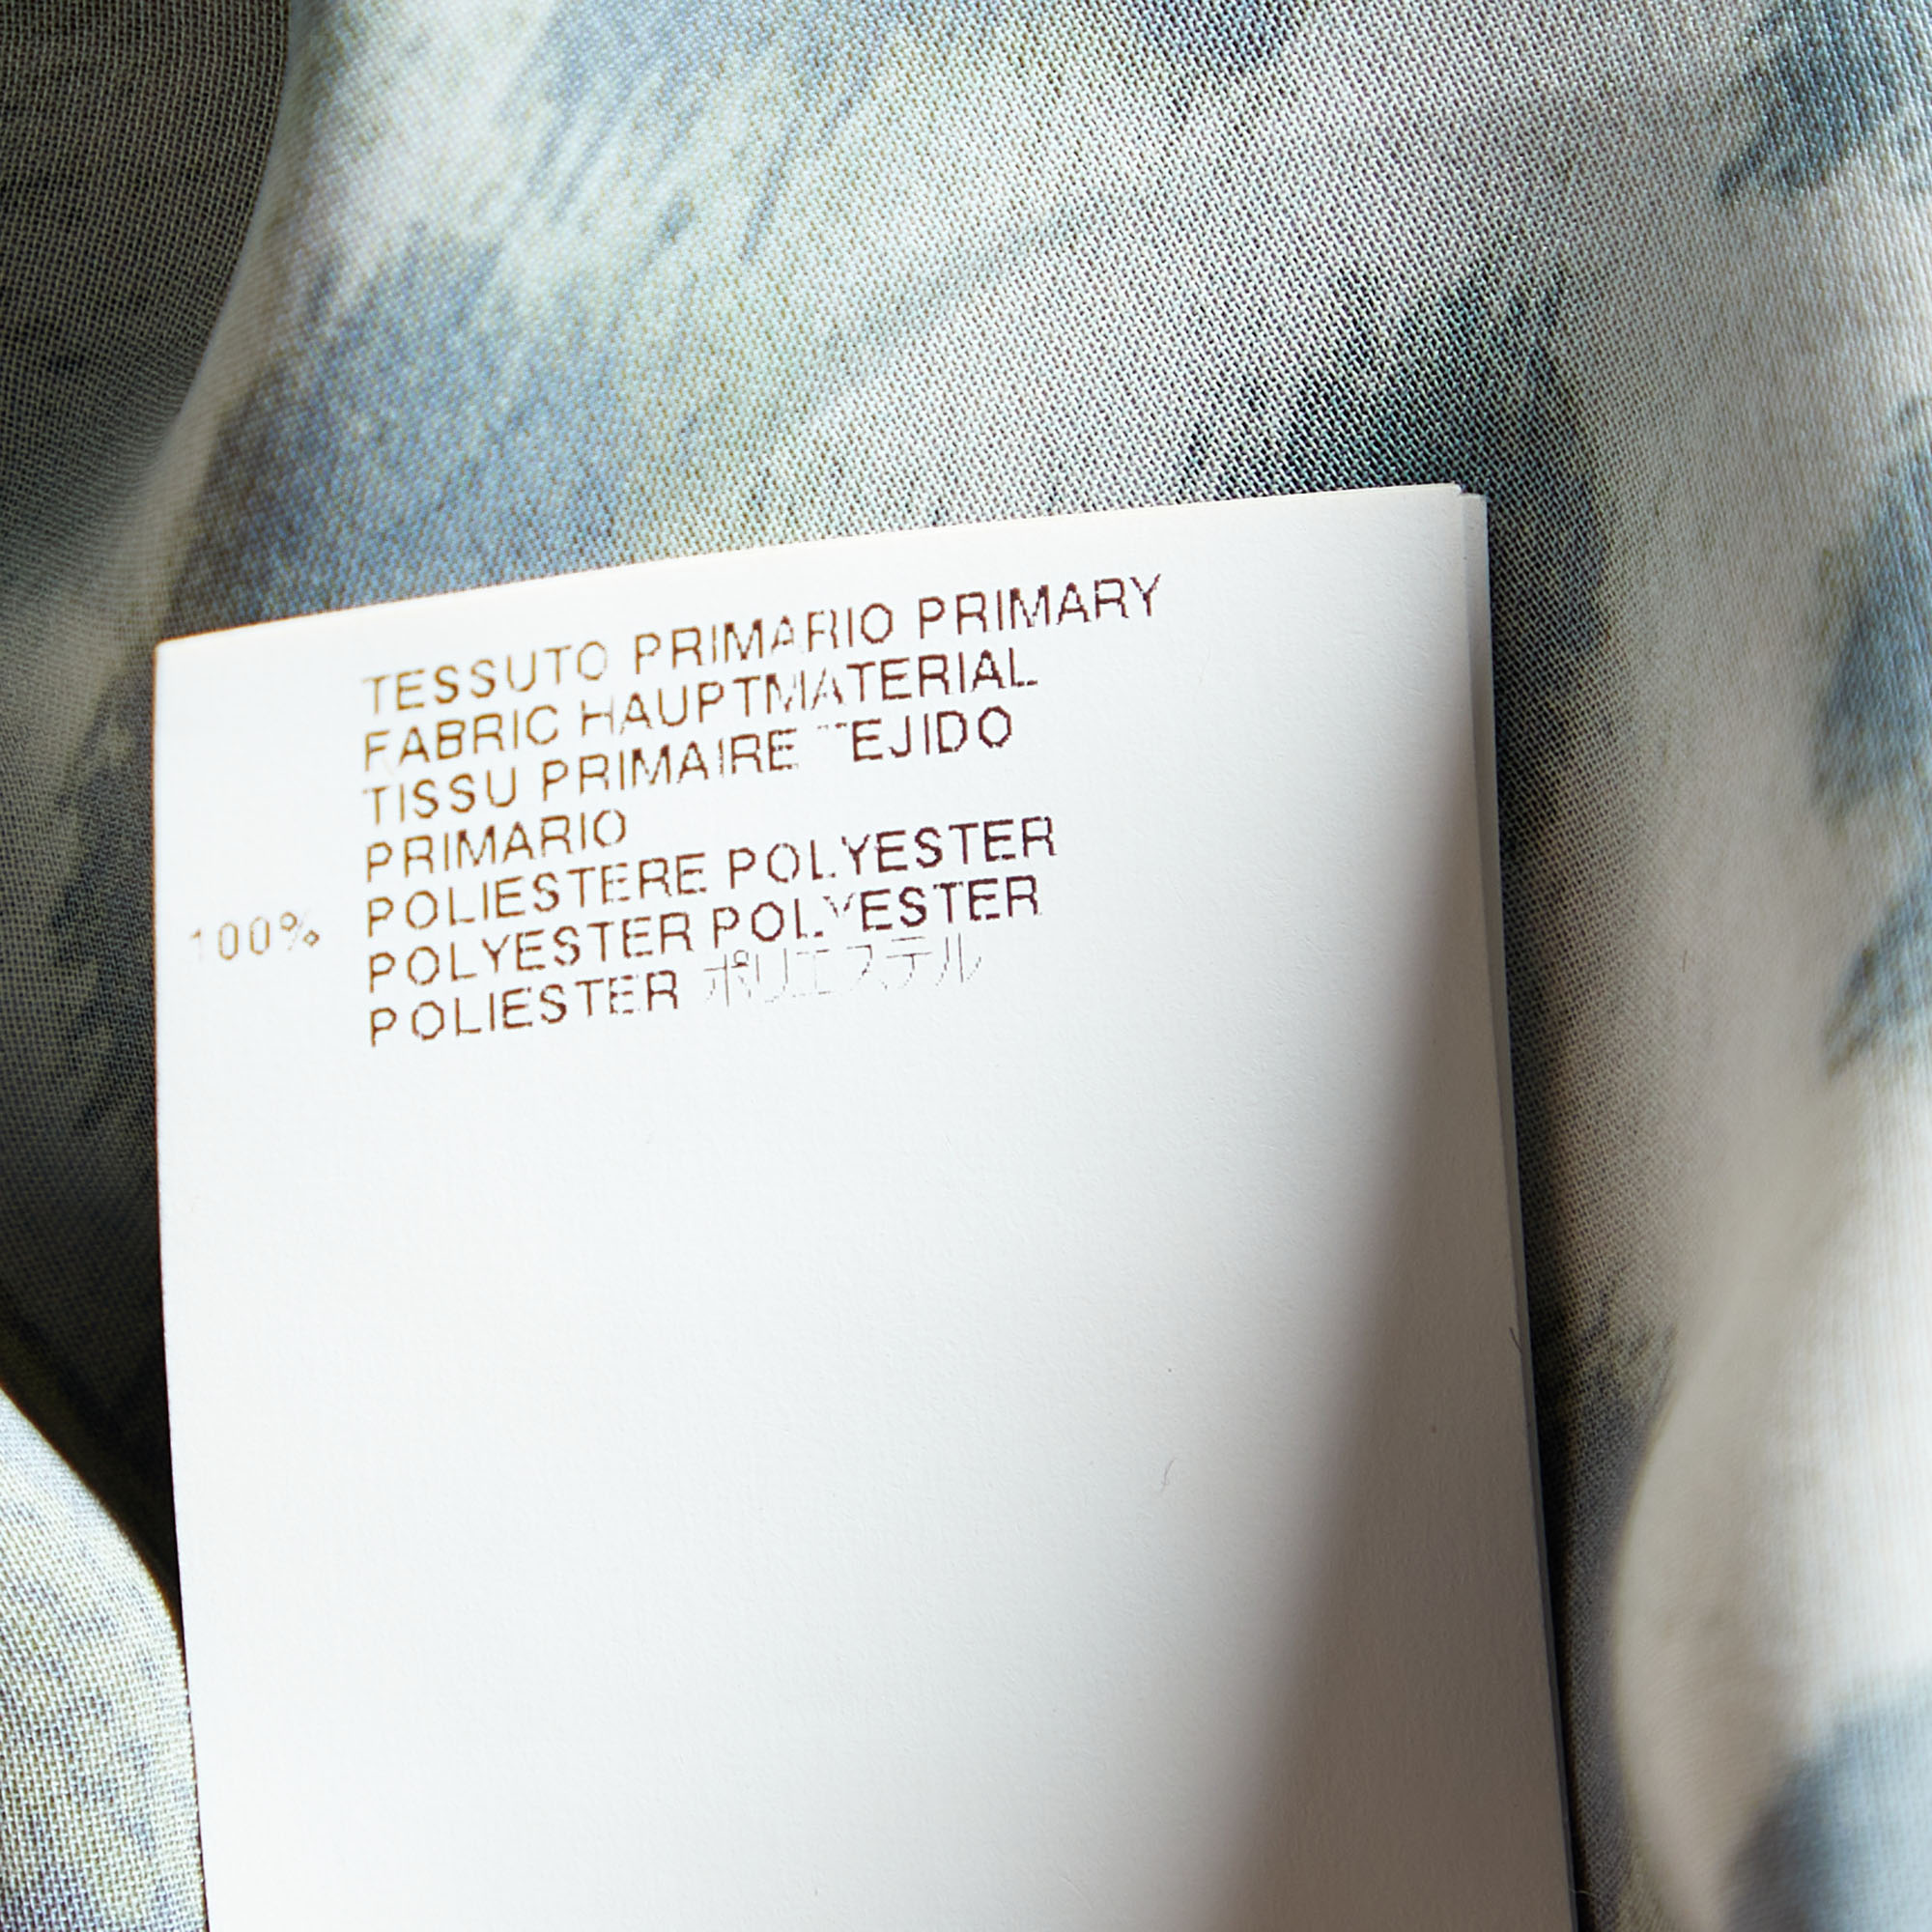 TESSUTO PRIMARIO PRIMARY
FABRIC HAUPTMATERIAL
TISSU PRIMAIRE TEJIDO
PRIMARIO
100% POLIESTERE POLYESTER
POLYESTER POLYESTER
POLIESTER ポリエステル